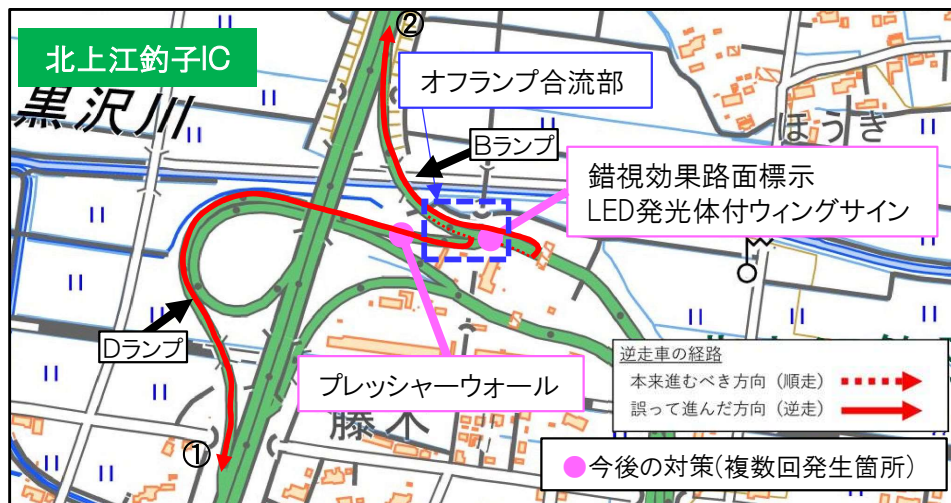 北上江釣子IC
②
オフランプ合流部
黒沢川
Bランプ
ほうき
錯視効果路面標示
LED発光体付ウィングサイン
Dランプ
プレッシャーウォール
藤木
①
逆走車の経路
本来進むべき方向（順走）
誤って進んだ方向（逆走）
●今後の対策(複数回発生箇所)